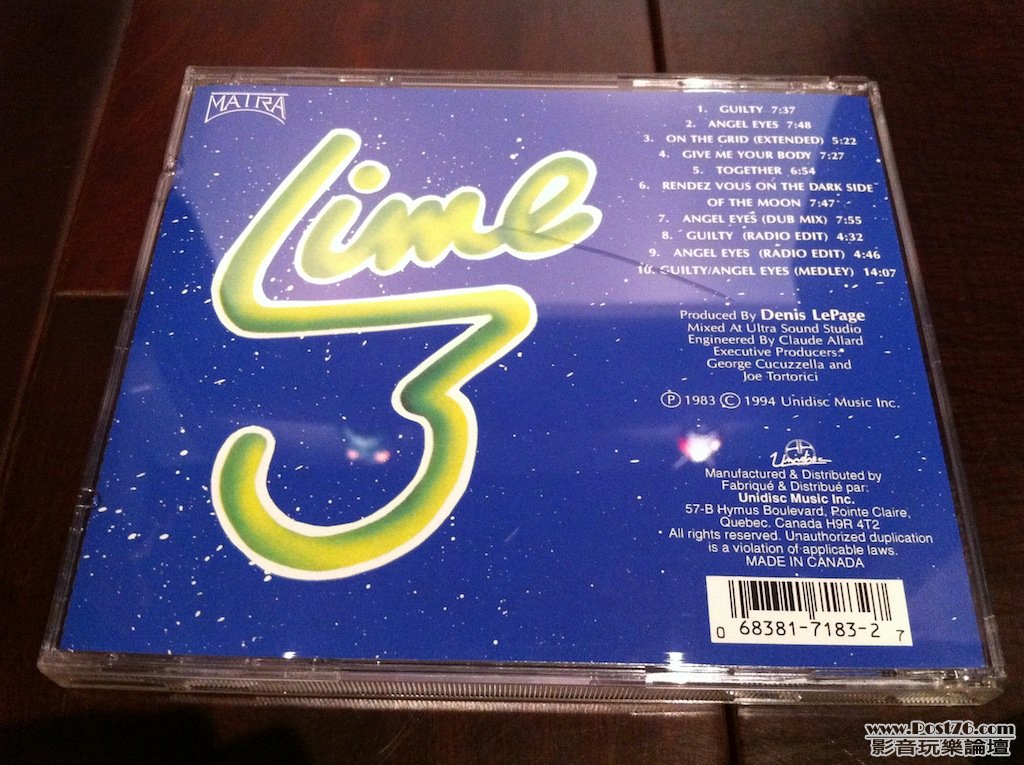 MATRA
Lime
3
1. GUILTY 7:37
2. ANGEL EYES 7:48
3. ON THE GRID (EXTENDED) 5:22
4. GIVE ME YOUR BODY 7:27
5. TOGETHER 6:54
6. RENDEZ VOUS ON THE DARK SIDE
OF THE MOON 7:47
7. ANGEL EYES (DUB MIX) 7:55
8. GUILTY (RADIO EDIT) 4:32
9. ANGEL EYES (RADIO EDIT) 4:46
10. GUILTY/ANGEL EYES (MEDLEY) 14:07
Produced By Denis LePage
Mixed At Ultra Sound Studio
Engineered By Claude Allard
Executive Producers:
George Cucuzzella and
Joe Tortorici
Ⓟ 1983 Ⓒ 1994 Unidisc Music Inc.
Unidisc
Manufactured & Distributed by
Fabriqué & Distribué par:
Unidisc Music Inc.
57-B Hymus Boulevard, Pointe Claire,
Quebec. Canada H9R 4T2
All rights reserved. Unauthorized duplication
is a violation of applicable laws.
MADE IN CANADA
0 68381-7183-2 7
www.Post76.com
影音玩樂論壇